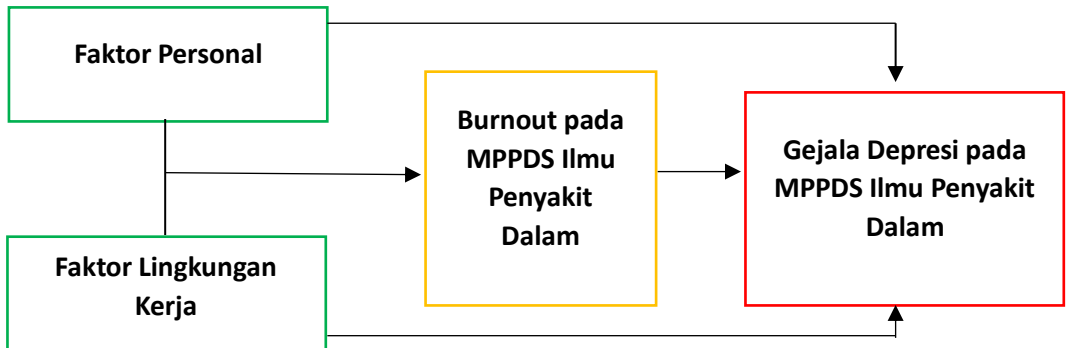 Faktor Personal
Burnout pada
MPPDS Ilmu
Penyakit
Dalam
Gejala Depresi pada
MPPDS Ilmu Penyakit
Dalam
Faktor Lingkungan
Kerja